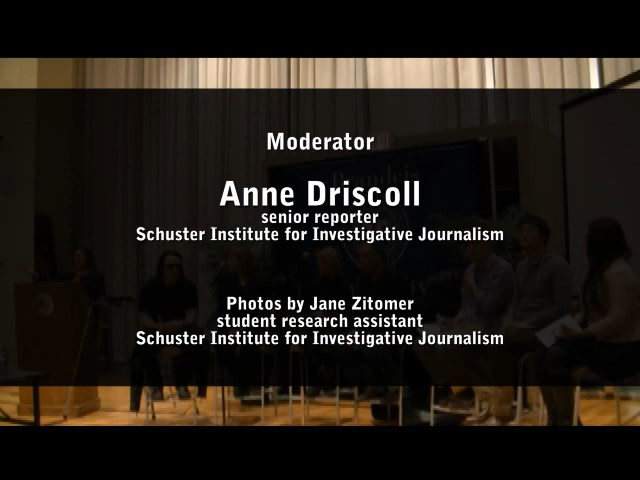 Moderator
Anne Driscoll
senior reporter
Schuster Institute for Investigative Journalism
Photos by Jane Zitomer
student research assistant
Schuster Institute for Investigative Journalism
Brandeis